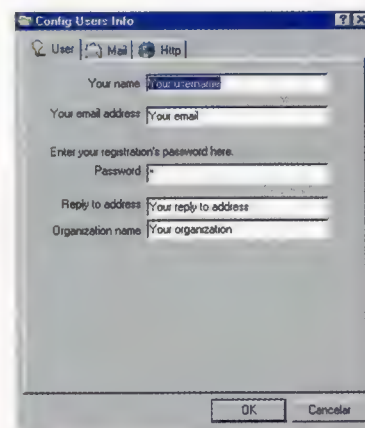 Config Users Info
User Mail Http
Your name Your username
Your email address Your email
Enter your registration's password here.
Password *
Reply to address Your reply to address
Organization name Your organization
OK Cancelar